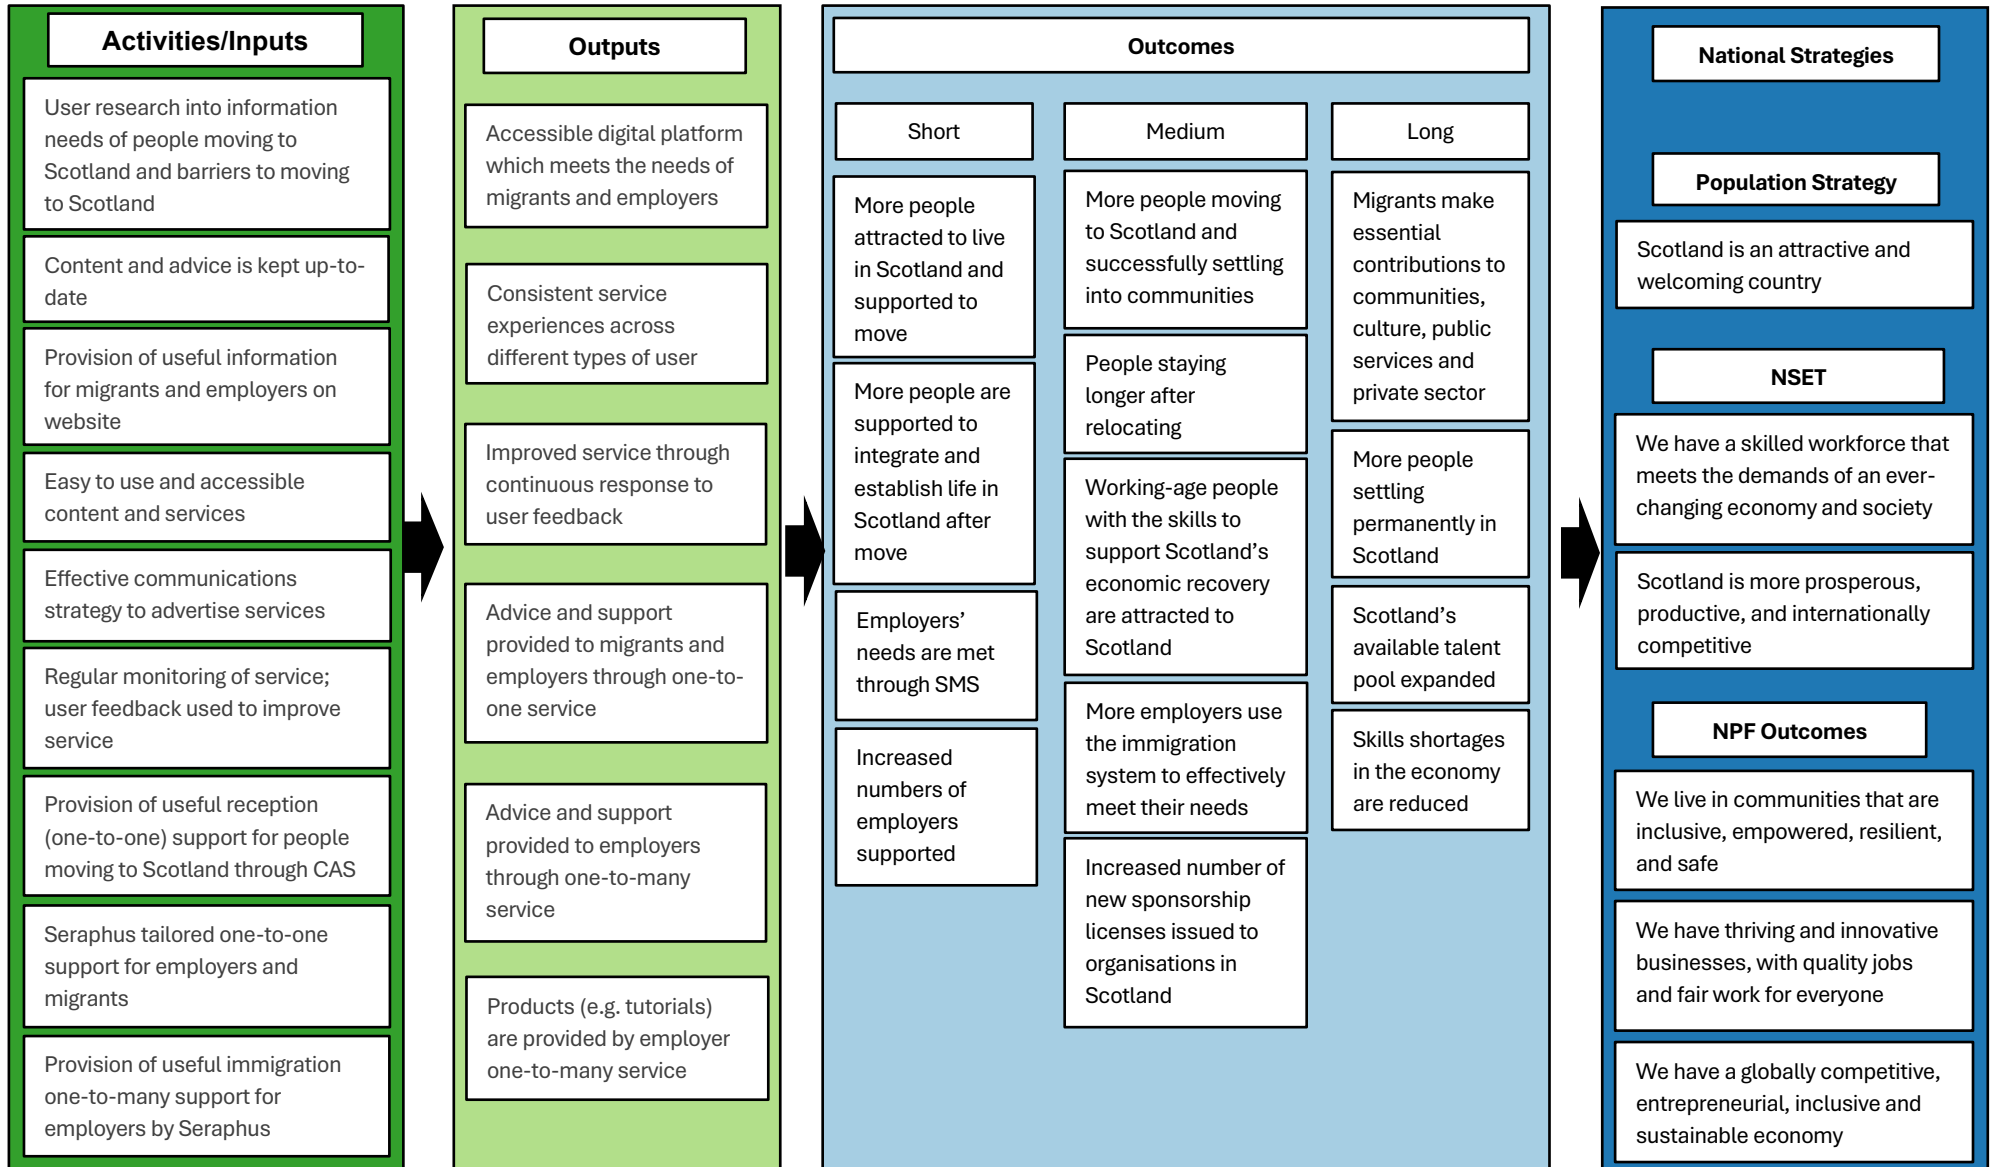 Activities/Inputs
User research into information
needs of people moving to
Scotland and barriers to moving
to Scotland
Content and advice is kept up-to-
date
Provision of useful information
for migrants and employers on
website
Easy to use and accessible
content and services
Effective communications
strategy to advertise services
Regular monitoring of service;
user feedback used to improve
service
Provision of useful reception
(one-to-one) support for people
moving to Scotland through CAS
Seraphus tailored one-to-one
support for employers and
migrants
Provision of useful immigration
one-to-many support for
employers by Seraphus
Outputs
Accessible digital platform
which meets the needs of
migrants and employers
Consistent service
experiences across
different types of user
Improved service through
continuous response to
user feedback
Advice and support
provided to migrants and
employers through one-to-
one service
Advice and support
provided to employers
through one-to-many
service
Products (e.g. tutorials)
are provided by employer
one-to-many service
Outcomes
Short
More people
attracted to live
in Scotland and
supported to
move
More people are
supported to
integrate and
establish life in
Scotland after
move
Employers’
needs are met
through SMS
Increased
numbers of
employers
supported
Medium
More people moving
to Scotland and
successfully settling
into communities
People staying
longer after
relocating
Working-age people
with the skills to
support Scotland’s
economic recovery
are attracted to
Scotland
More employers use
the immigration
system to effectively
meet their needs
Increased number of
new sponsorship
licenses issued to
organisations in
Scotland
Long
Migrants make
essential
contributions to
communities,
culture, public
services and
private sector
More people
settling
permanently in
Scotland
Scotland’s
available talent
pool expanded
Skills shortages
in the economy
are reduced
National Strategies
Population Strategy
Scotland is an attractive and
welcoming country
NSET
We have a skilled workforce that
meets the demands of an ever-
changing economy and society
Scotland is more prosperous,
productive, and internationally
competitive
NPF Outcomes
We live in communities that are
inclusive, empowered, resilient,
and safe
We have thriving and innovative
businesses, with quality jobs
and fair work for everyone
We have a globally competitive,
entrepreneurial, inclusive and
sustainable economy